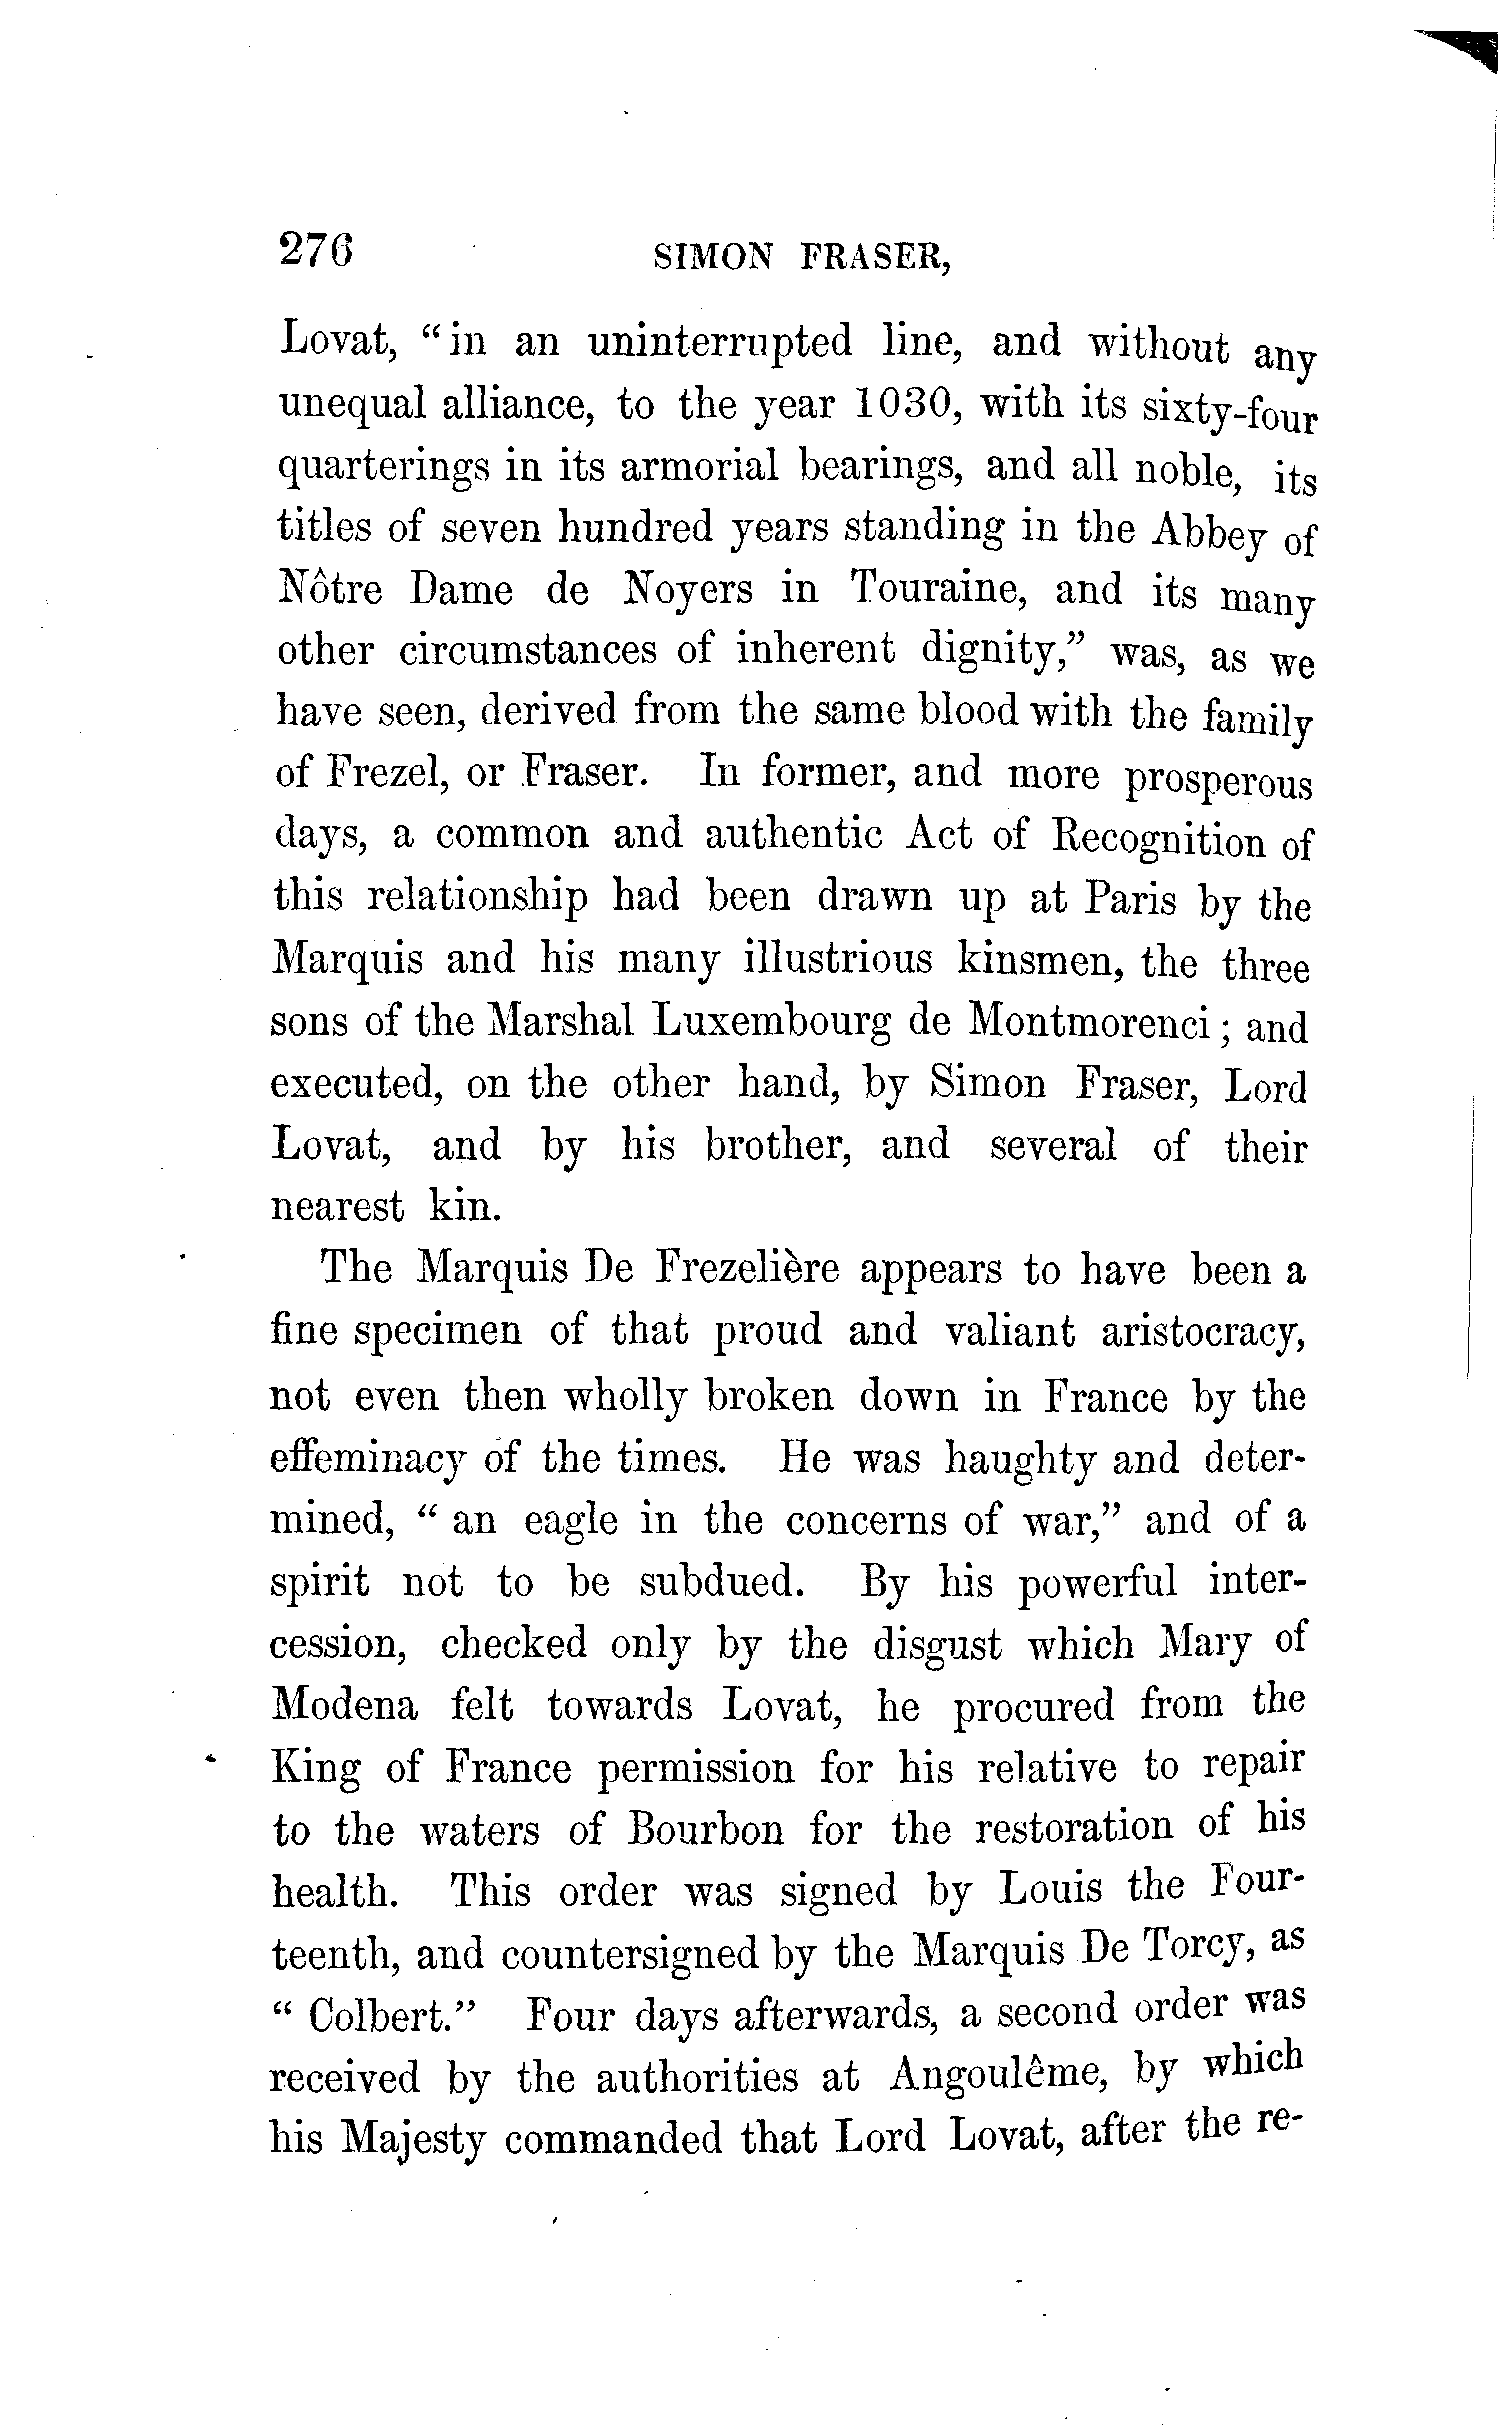 276 SIMON FRASER,
Lovat, “in an uninterrupted line, and without any
unequal alliance, to the year 1030, with its sixty-four
quarterings in its armorial bearings, and all noble, its
titles of seven hundred years standing in the Abbey of
Nôtre Dame de Noyers in Touraine, and its many
other circumstances of inherent dignity,” was, as we
have seen, derived from the same blood with the family
of Frezel, or Fraser. In former, and more prosperous
days, a common and authentic Act of Recognition of
this relationship had been drawn up at Paris by the
Marquis and his many illustrious kinsmen, the three
sons of the Marshal Luxembourg de Montmorenci; and
executed, on the other hand, by Simon Fraser, Lord
Lovat, and by his brother, and several of their
nearest kin.
The Marquis De Frezelière appears to have been a
fine specimen of that proud and valiant aristocracy,
not even then wholly broken down in France by the
effeminacy of the times. He was haughty and deter-
mined, “ an eagle in the concerns of war,” and of a
spirit not to be subdued. By his powerful inter-
cession, checked only by the disgust which Mary of
Modena felt towards Lovat, he procured from the
King of France permission for his relative to repair
to the waters of Bourbon for the restoration of his
health. This order was signed by Louis the Four-
teenth, and countersigned by the Marquis De Torcy, as
“ Colbert.” Four days afterwards, a second order was
received by the authorities at Angoulême, by which
his Majesty commanded that Lord Lovat, after the re-